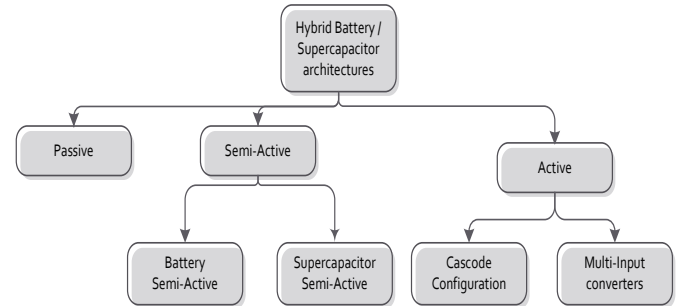 Hybrid Battery /
Supercapacitor
architectures
Passive
Semi-Active
Active
Battery
Semi-Active
Supercapacitor
Semi-Active
Cascode
Configuration
Multi-Input
converters